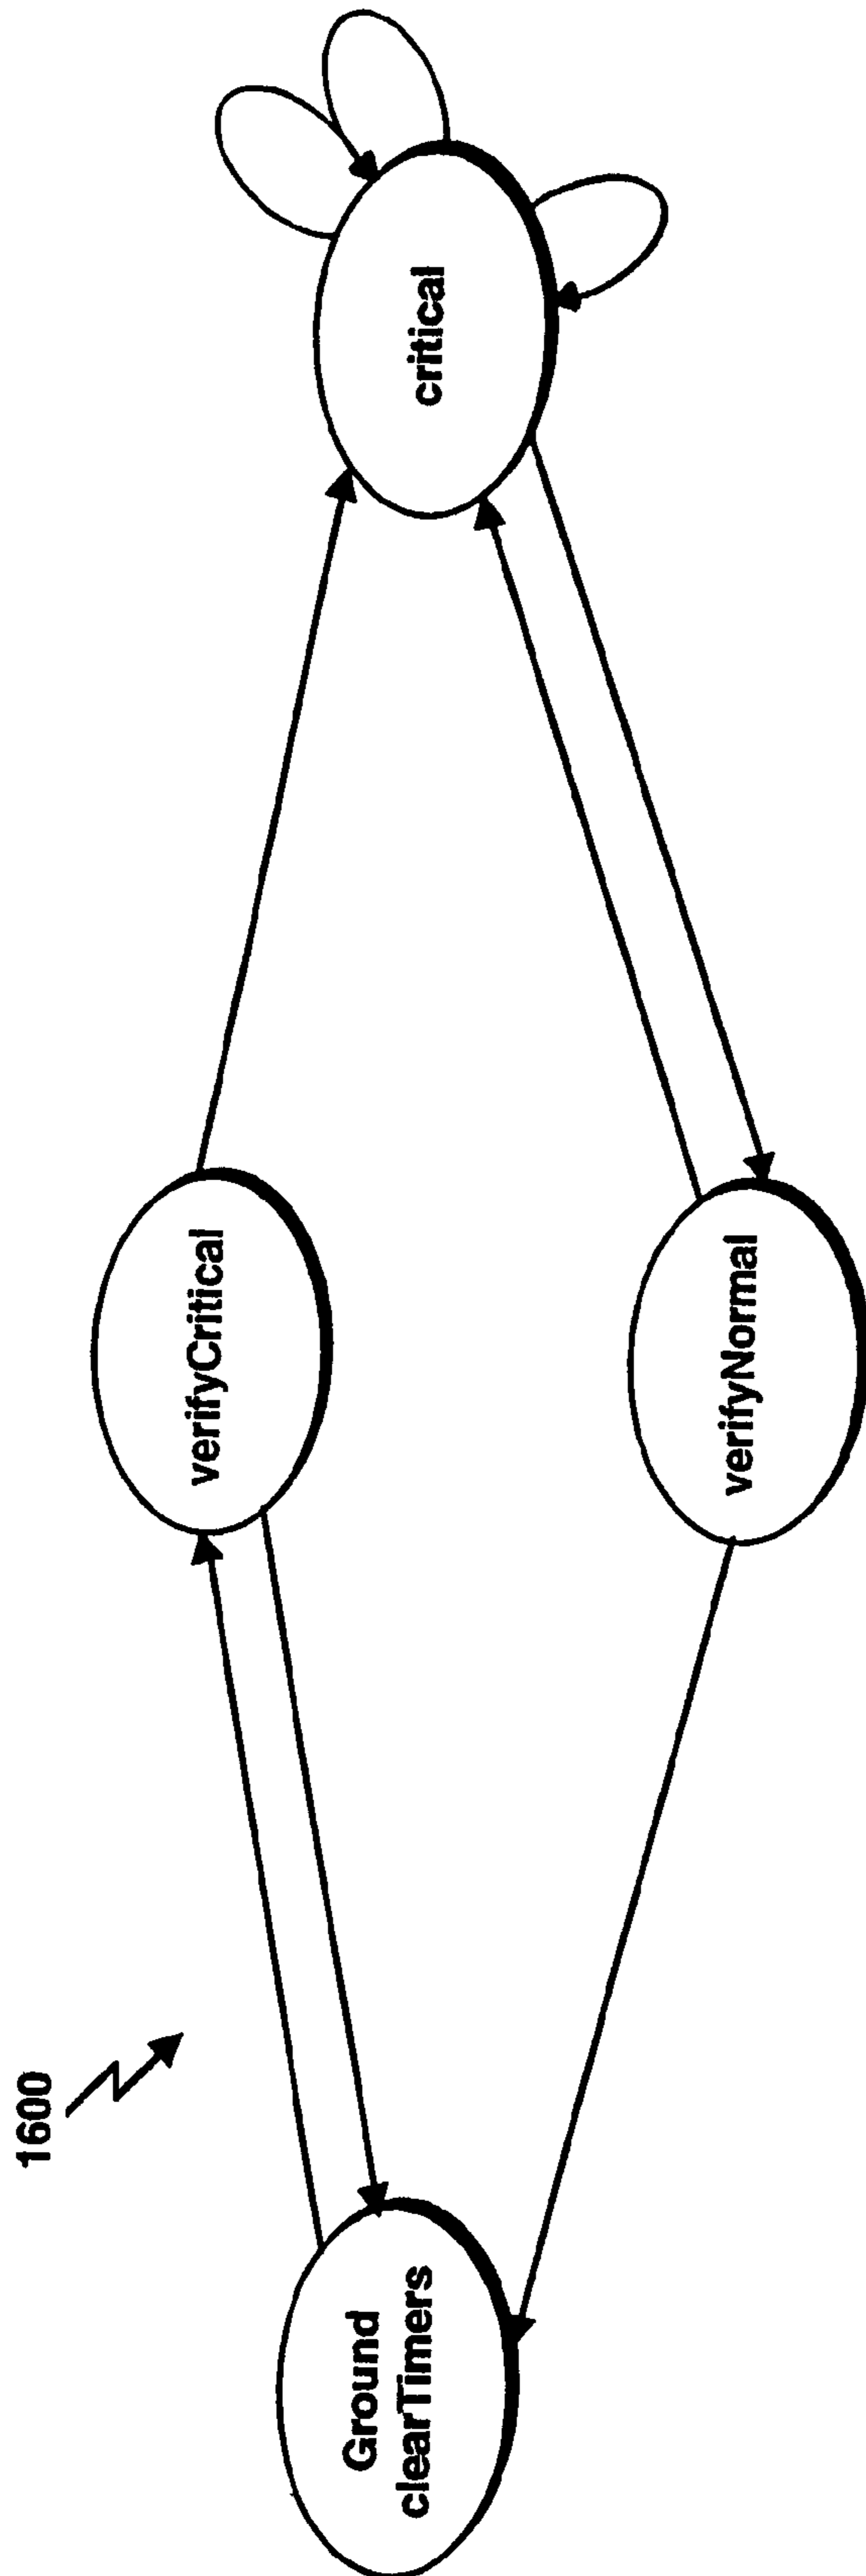 1600
Ground
clearTimers
verifyCritical
verifyNormal
critical